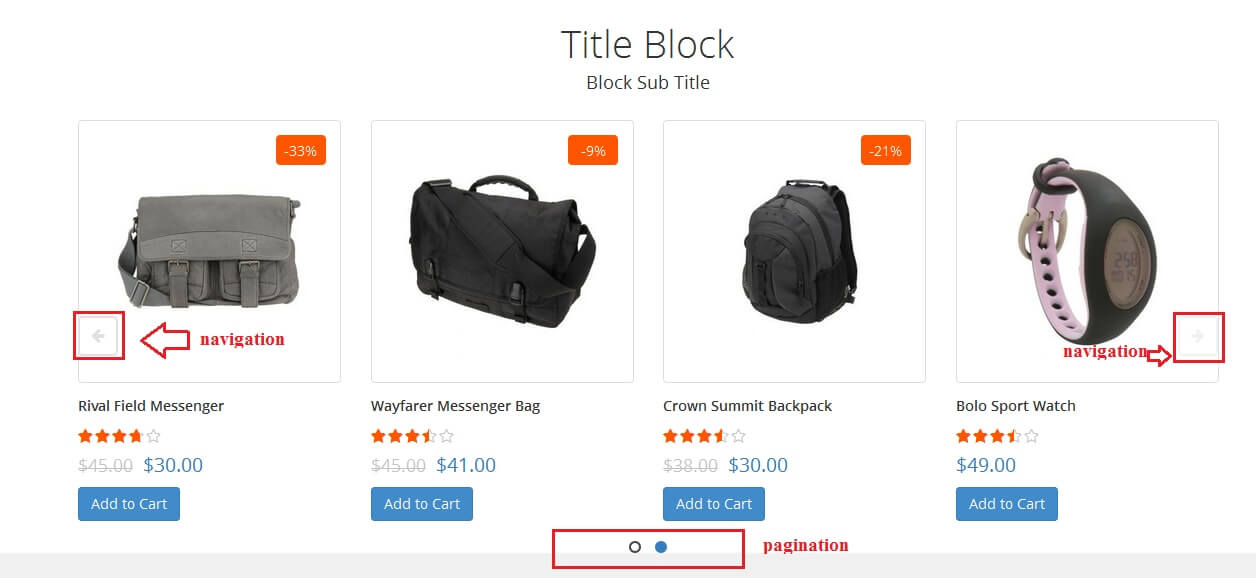 Title Block
Block Sub Title
-33%
-9%
-21%
navigation
navigation
Rival Field Messenger
Wayfarer Messenger Bag
Crown Summit Backpack
Bolo Sport Watch
$45.00 $30.00
$45.00 $41.00
$38.00 $30.00
$49.00
Add to Cart
Add to Cart
Add to Cart
Add to Cart
pagination